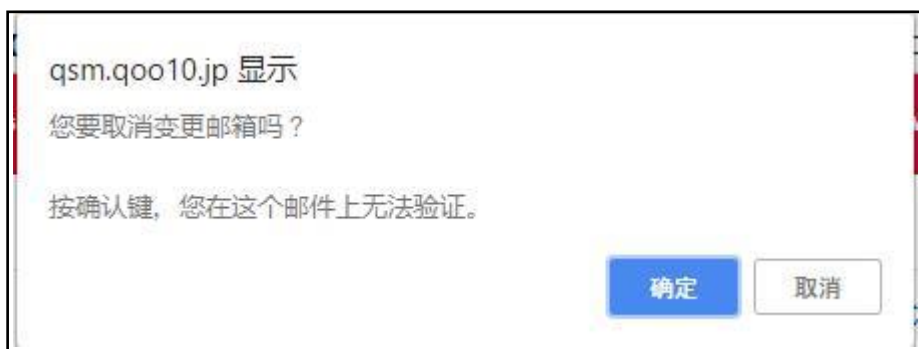 qsm.qoo10.jp 显示
您要取消变更邮箱吗？
按确认键，您在这个邮件上无法验证。
确定
取消